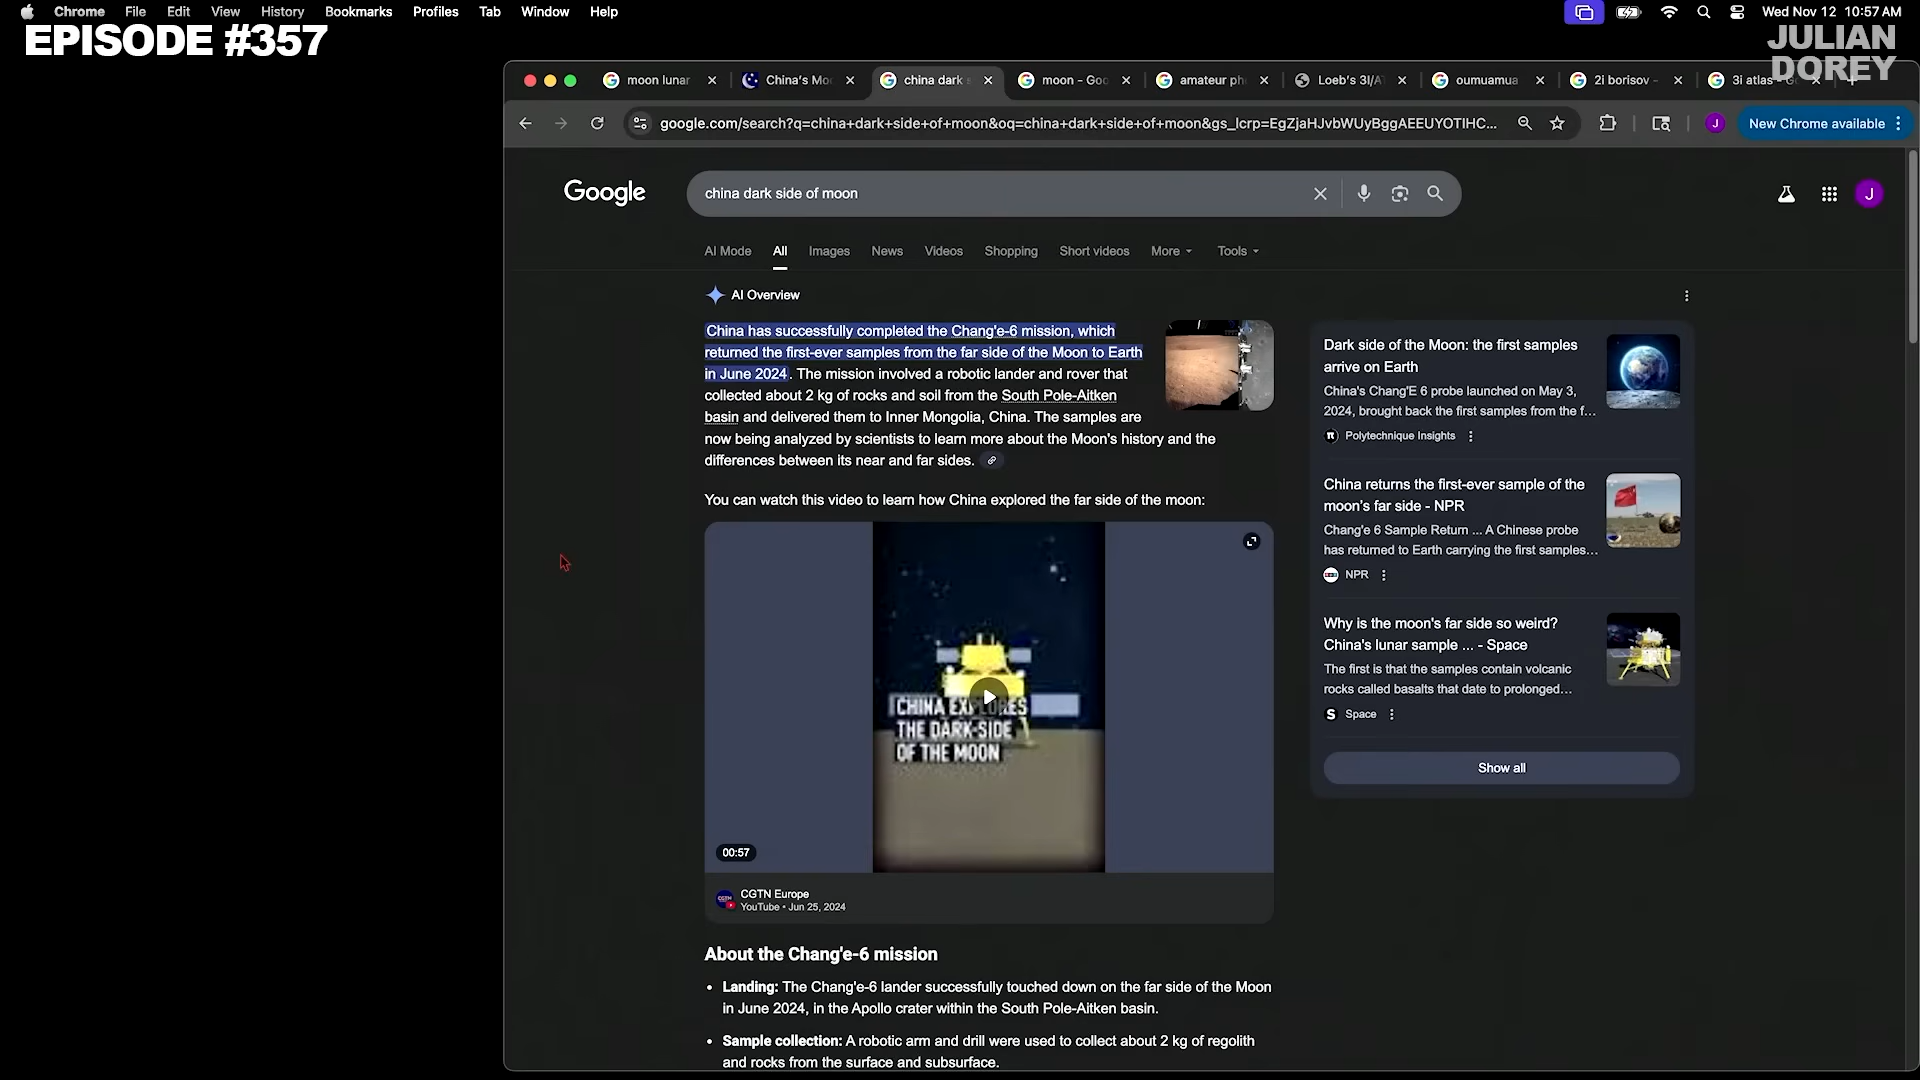 Chrome File Edit View History Bookmarks Profiles Tab Window Help Wed Nov 12 10:57 AM
EPISODE #357
JULIAN
DOREY
moon lunar China's Mo china dark moon - Goo amateur ph Loeb's 3I/A oumuamua 2i borisov - 3i atlas - G
google.com/search?q=china+dark+side+of+moon&oq=china+dark+side+of+moon&gs_lcrp=EgZjaHJvbWUyBggAEEUYOTIHC... J New Chrome available
Google china dark side of moon J
AI Mode All Images News Videos Shopping Short videos More Tools
AI Overview
China has successfully completed the Chang'e-6 mission, which
returned the first-ever samples from the far side of the Moon to Earth
in June 2024. The mission involved a robotic lander and rover that
collected about 2 kg of rocks and soil from the South Pole-Aitken
basin and delivered them to Inner Mongolia, China. The samples are
now being analyzed by scientists to learn more about the Moon's history and the
differences between its near and far sides.
You can watch this video to learn how China explored the far side of the moon:
CHINA EXPLORES
THE DARK-SIDE
OF THE MOON
00:57
CGTN Europe
YouTube • Jun 25, 2024
About the Chang'e-6 mission
• Landing: The Chang'e-6 lander successfully touched down on the far side of the Moon
in June 2024, in the Apollo crater within the South Pole-Aitken basin.
• Sample collection: A robotic arm and drill were used to collect about 2 kg of regolith
and rocks from the surface and subsurface.
Dark side of the Moon: the first samples
arrive on Earth
China's Chang'E 6 probe launched on May 3,
2024, brought back the first samples from the f...
Polytechnique Insights
China returns the first-ever sample of the
moon's far side - NPR
Chang'e 6 Sample Return ... A Chinese probe
has returned to Earth carrying the first samples...
NPR
Why is the moon's far side so weird?
China's lunar sample ... - Space
The first is that the samples contain volcanic
rocks called basalts that date to prolonged...
Space
Show all